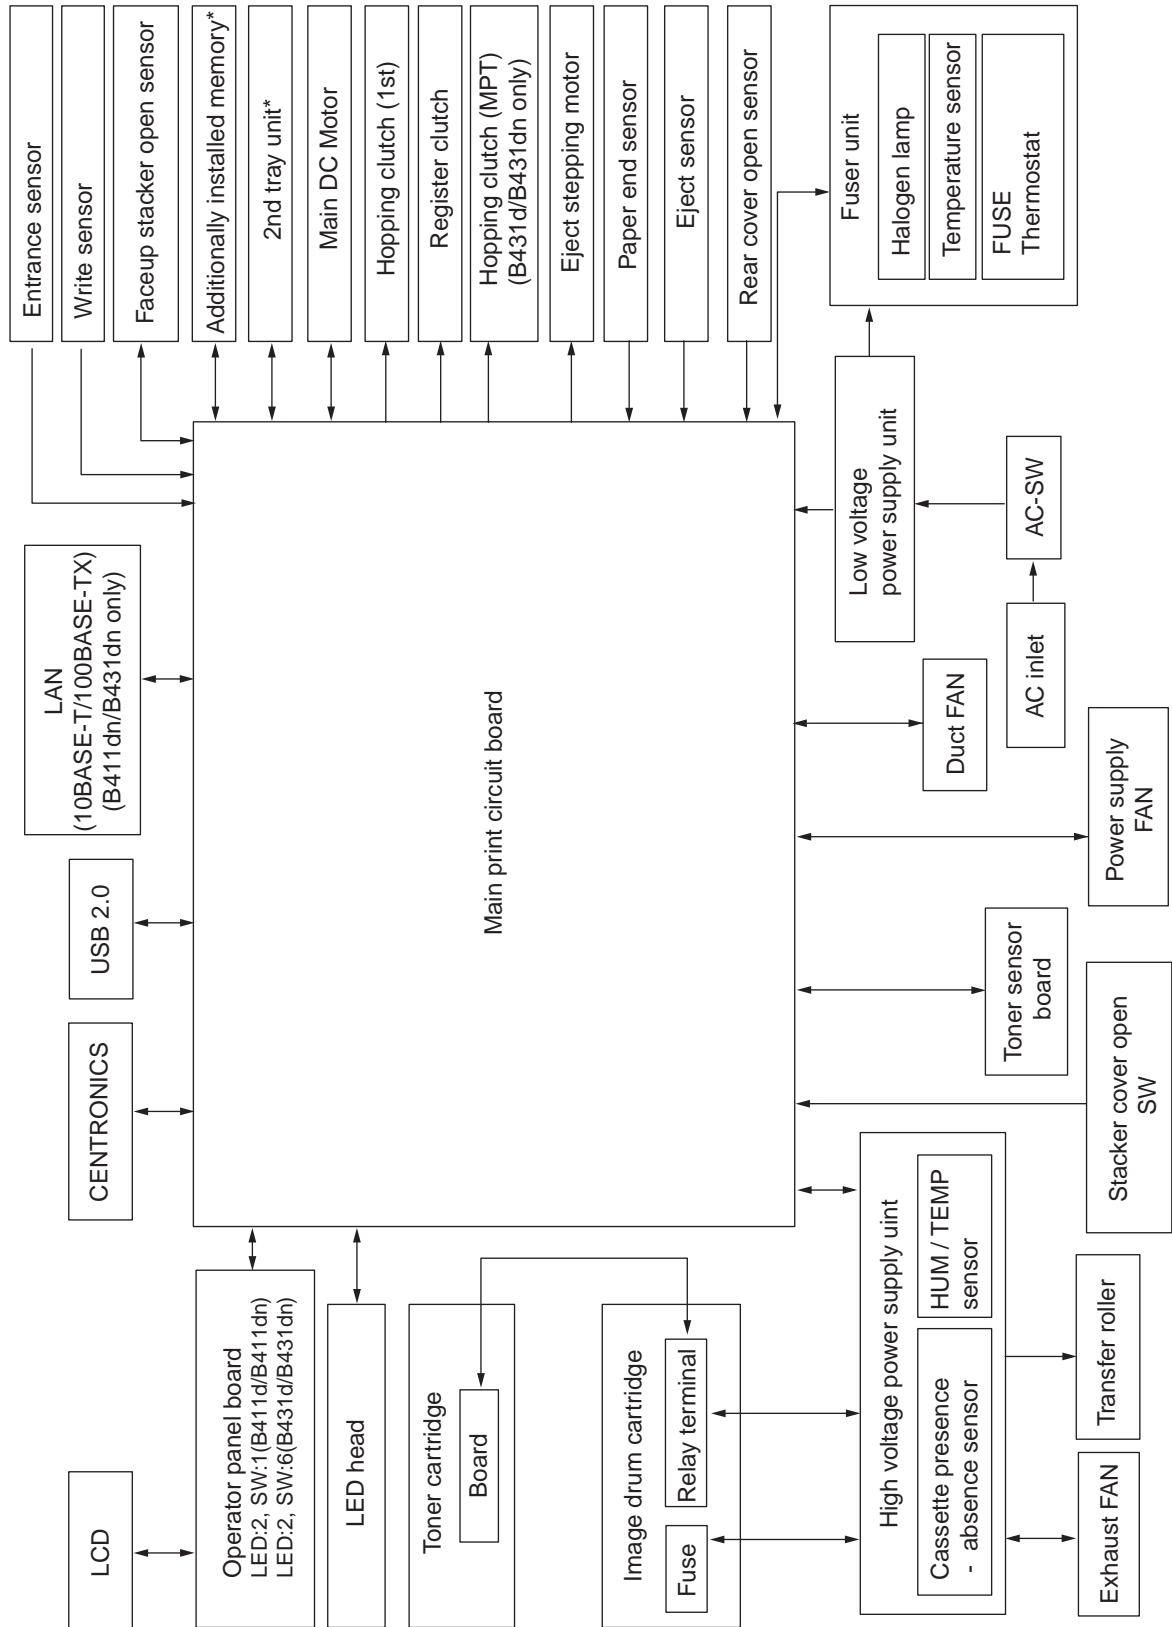 LCD
CENTRONICS
USB 2.0
LAN
(10BASE-T/100BASE-TX)
(B411dn/B431dn only)
Entrance sensor
Write sensor
Faceup stacker open sensor
Additionally installed memory*
2nd tray unit*
Main DC Motor
Hopping clutch (1st)
Register clutch
Hopping clutch (MPT)
(B431d/B431dn only)
Eject stepping motor
Paper end sensor
Eject sensor
Rear cover open sensor
Operator panel board
LED:2, SW:1(B411d/B411dn)
LED:2, SW:6(B431d/B431dn)
LED head
Toner cartridge
Board
Image drum cartridge
Fuse
Relay terminal
Main print circuit board
High voltage power supply uint
Cassette presence
- absence sensor
HUM / TEMP
sensor
Exhaust FAN
Transfer roller
Stacker cover open
SW
Toner sensor
board
Power supply
FAN
Duct FAN
Low voltage
power supply unit
AC inlet
AC-SW
Fuser unit
Halogen lamp
Temperature sensor
FUSE
Thermostat